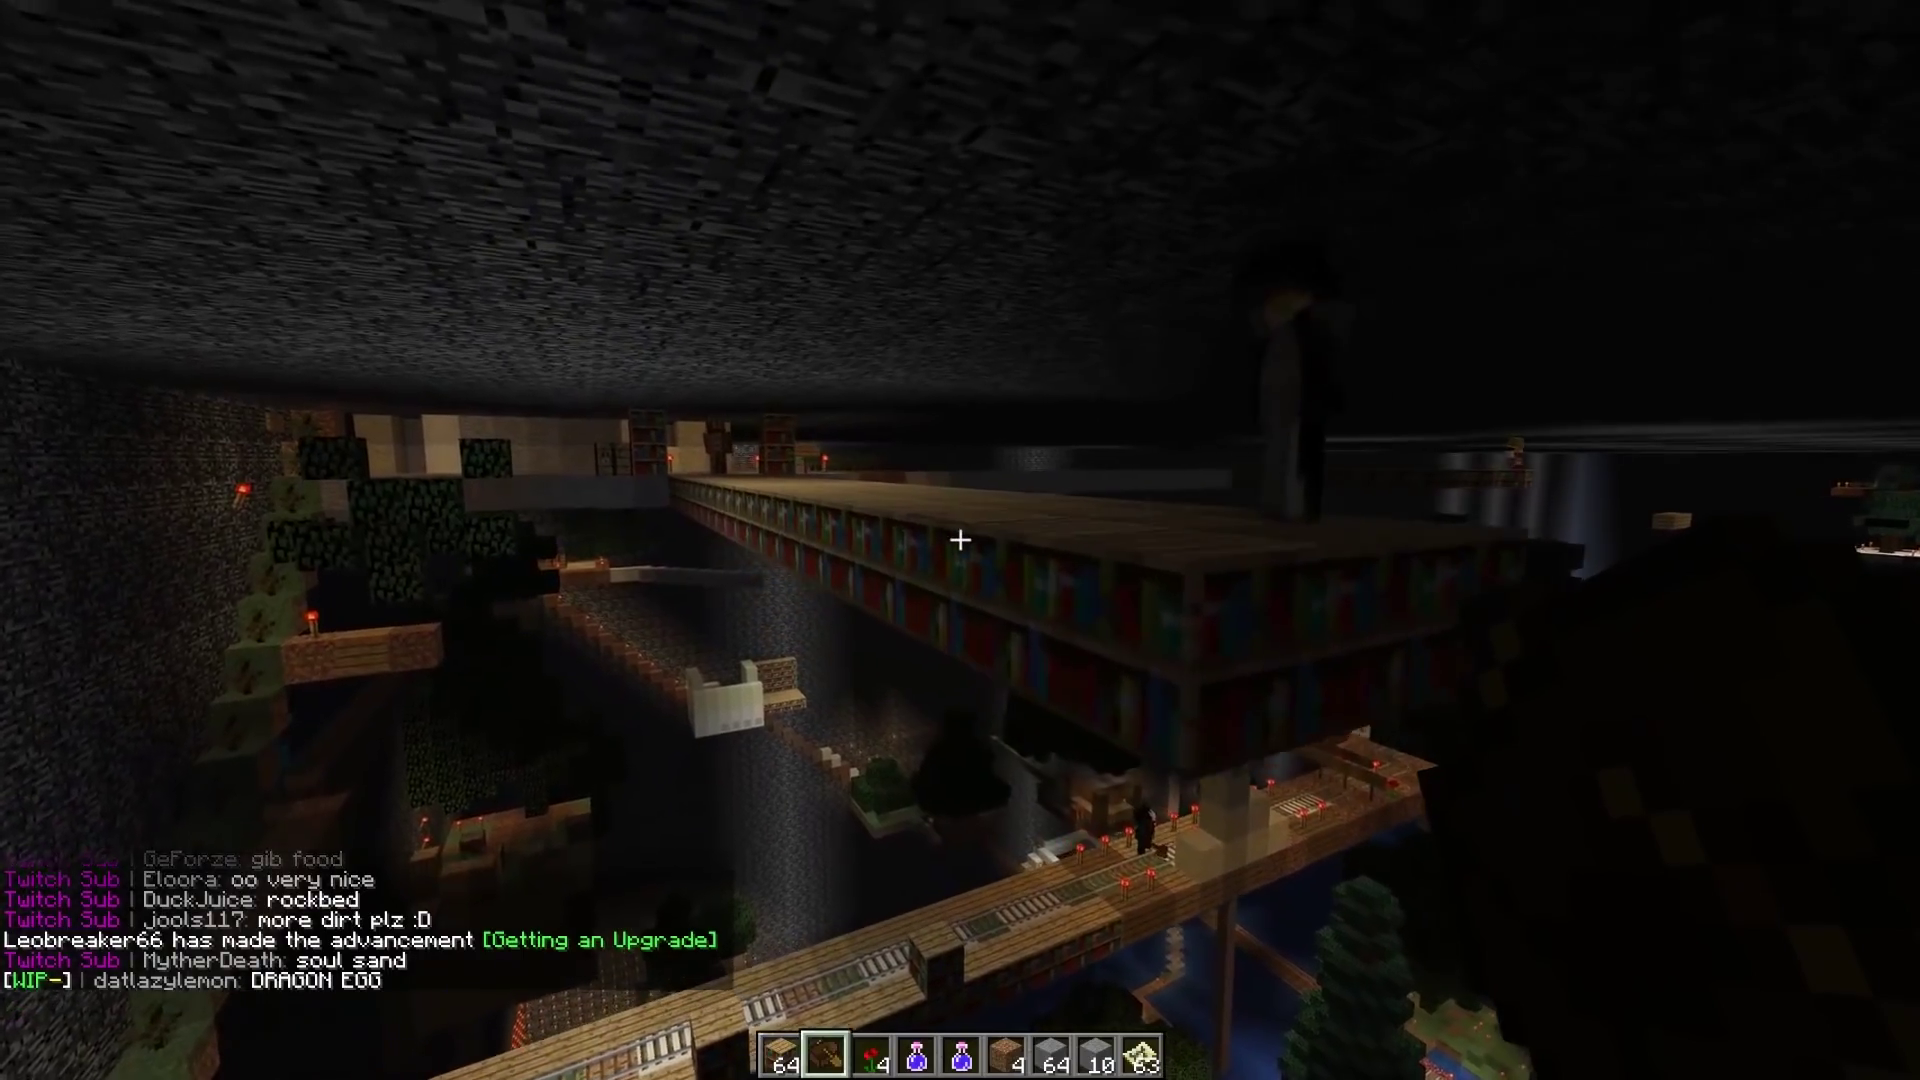 Twitch Sub | GeForze: gib food
Twitch Sub | Eloora: oo very nice
Twitch Sub | DuckJuice: rockbed
Twitch Sub | jools117: more dirt plz :D
Leobreaker66 has made the advancement [Getting an Upgrade]
Twitch Sub | MytherDeath: soul sand
[WIP-] | datlazylemon: DRAGON EGG
64 4 4 64 10 63